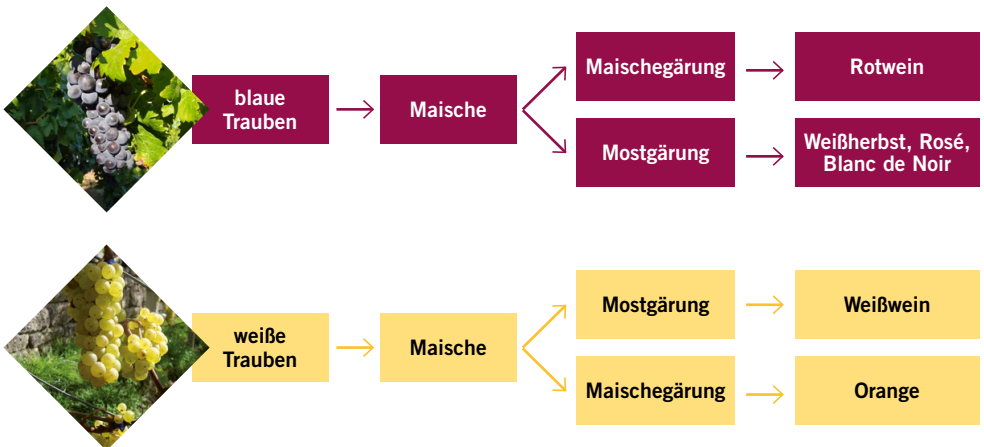 blaue
Trauben
Maische
Maischegärung
Rotwein
Mostgärung
Weißherbst, Rosé,
Blanc de Noir
weiße
Trauben
Maische
Mostgärung
Weißwein
Maischegärung
Orange